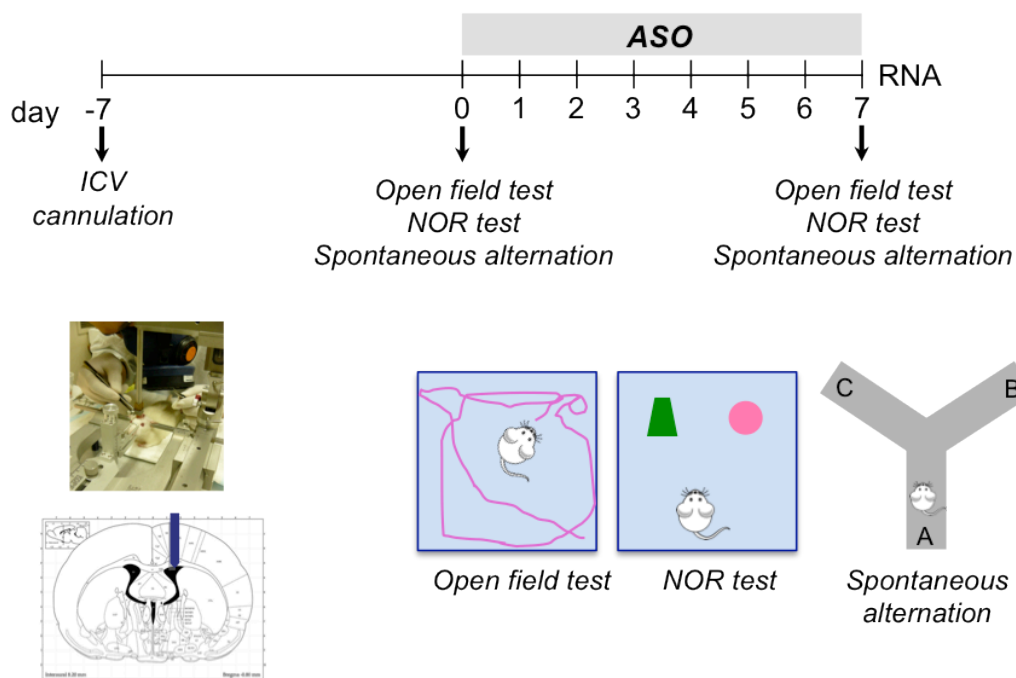 ASO
RNA
day -7 0 1 2 3 4 5 6 7
ICV
cannulation
Open field test
NOR test
Spontaneous alternation
Open field test
NOR test
Spontaneous alternation
C
B
A
Open field test
NOR test
Spontaneous
alternation